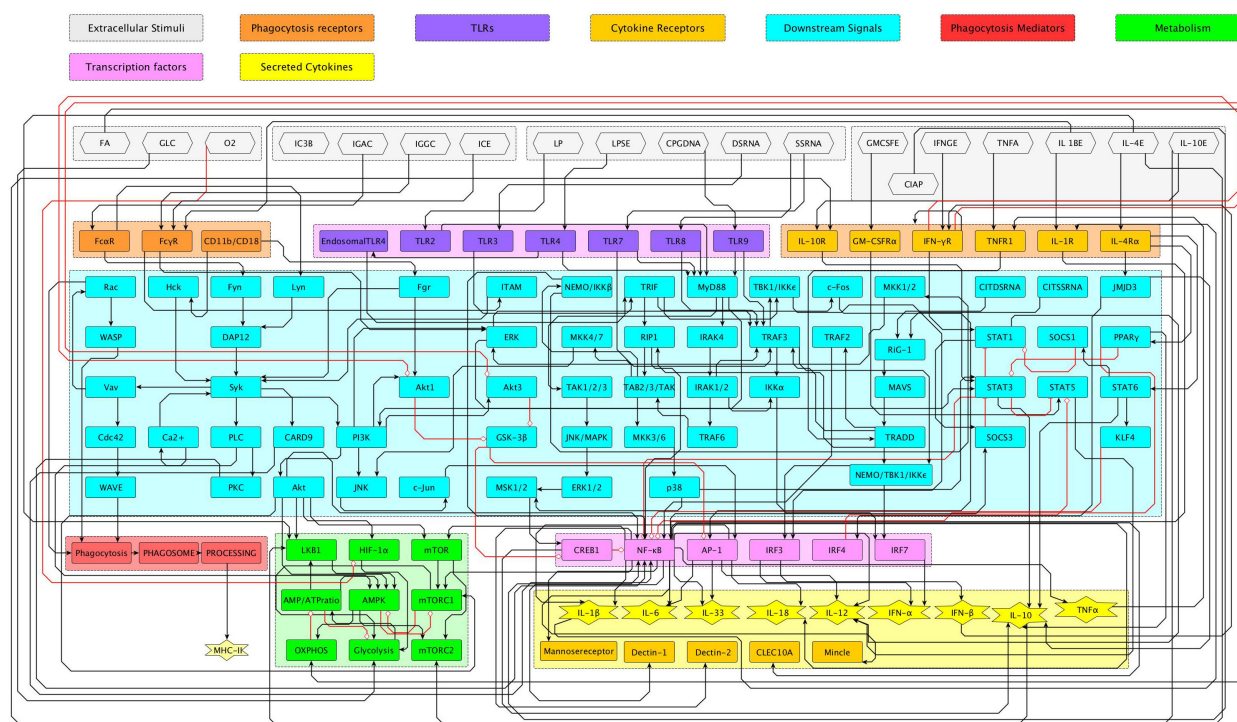 Extracellular Stimuli Phagocytosis receptors TLRs Cytokine Receptors Downstream Signals Phagocytosis Mediators Metabolism
Transcription factors Secreted Cytokines
FA GLC O2 IC3B IGAC IGGC ICE LP LPSE CPGDNA DSRNA SSRNA GMCSFE IFNGE TNFA IL 1BE IL-4E IL-10E
CIAP
FcαR FcγR CD11b/CD18 EndosomalTLR4 TLR2 TLR3 TLR4 TLR7 TLR8 TLR9 IL-10R GM-CSFRα IFN-γR TNFR1 IL-1R IL-4Rα
Rac Hck Fyn Lyn Fgr ITAM NEMO/IKKβ TRIF MyD88 TBK1/IKKe c-Fos MKK1/2 CITDSRNA CITSSRNA JMJD3
WASP DAP12 ERK MKK4/7 RIP1 IRAK4 TRAF3 TRAF2 RiG-1 STAT1 SOCS1 PPARγ
Vav Syk Akt1 Akt3 TAK1/2/3 TAB2/3/TAK IRAK1/2 IKKα MAVS STAT3 STAT5 STAT6
Cdc42 Ca2+ PLC CARD9 PI3K GSK-3β JNK/MAPK MKK3/6 TRAF6 TRADD SOCS3 KLF4
WAVE PKC Akt JNK c-Jun MSK1/2 ERK1/2 p38 NEMO/TBK1/IKKe
Phagocytosis PHAGOSOME PROCESSING LKB1 HIF-1α mTOR CREB1 NF-κB AP-1 IRF3 IRF4 IRF7
AMP/ATPratio AMPK mTORC1 IL-1β IL-6 IL-33 IL-18 IL-12 IFN-α IFN-β IL-10 TNFα
MHC-IK OXPHOS Glycolysis mTORC2 Mannosereceptor Dectin-1 Dectin-2 CLEC10A Mincle